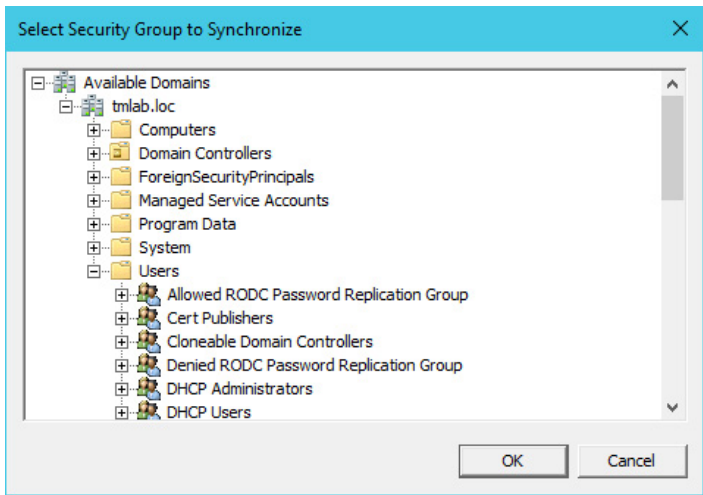 Select Security Group to Synchronize
Available Domains
tmlab.loc
Computers
Domain Controllers
ForeignSecurityPrincipals
Managed Service Accounts
Program Data
System
Users
Allowed RODC Password Replication Group
Cert Publishers
Cloneable Domain Controllers
Denied RODC Password Replication Group
DHCP Administrators
DHCP Users
OK Cancel